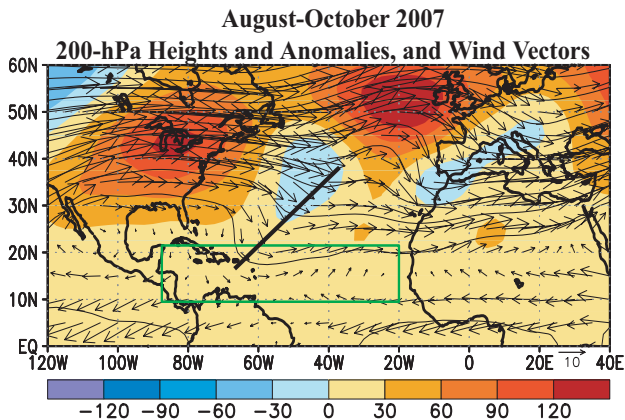 August-October 2007
200-hPa Heights and Anomalies, and Wind Vectors
60N
50N
40N
30N
20N
10N
EQ
120W 100W 80W 60W 40W 20W 0 20E 40E
10
−120 −90 −60 −30 0 30 60 90 120